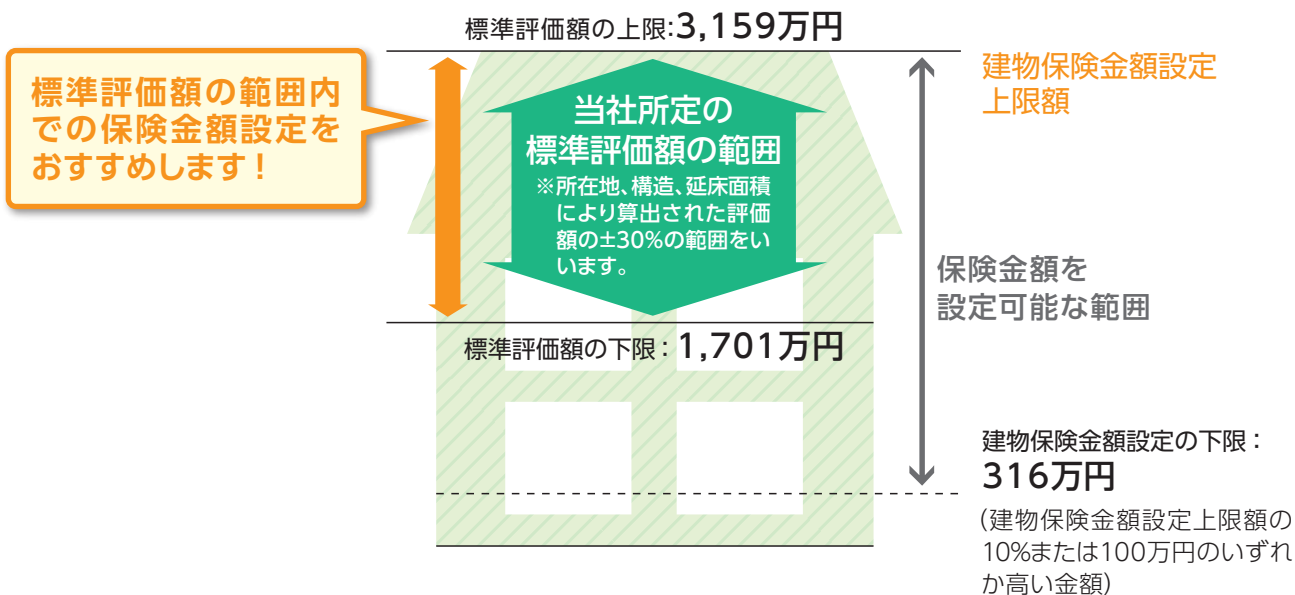 標準評価額の上限:3,159万円
標準評価額の範囲内
での保険金額設定を
おすすめします！
当社所定の
標準評価額の範囲
※所在地、構造、延床面積
により算出された評価
額の±30%の範囲をい
います。
建物保険金額設定
上限額
保険金額を
設定可能な範囲
標準評価額の下限：1,701万円
建物保険金額設定の下限：
316万円
(建物保険金額設定上限額の
10%または100万円のいずれ
か高い金額)